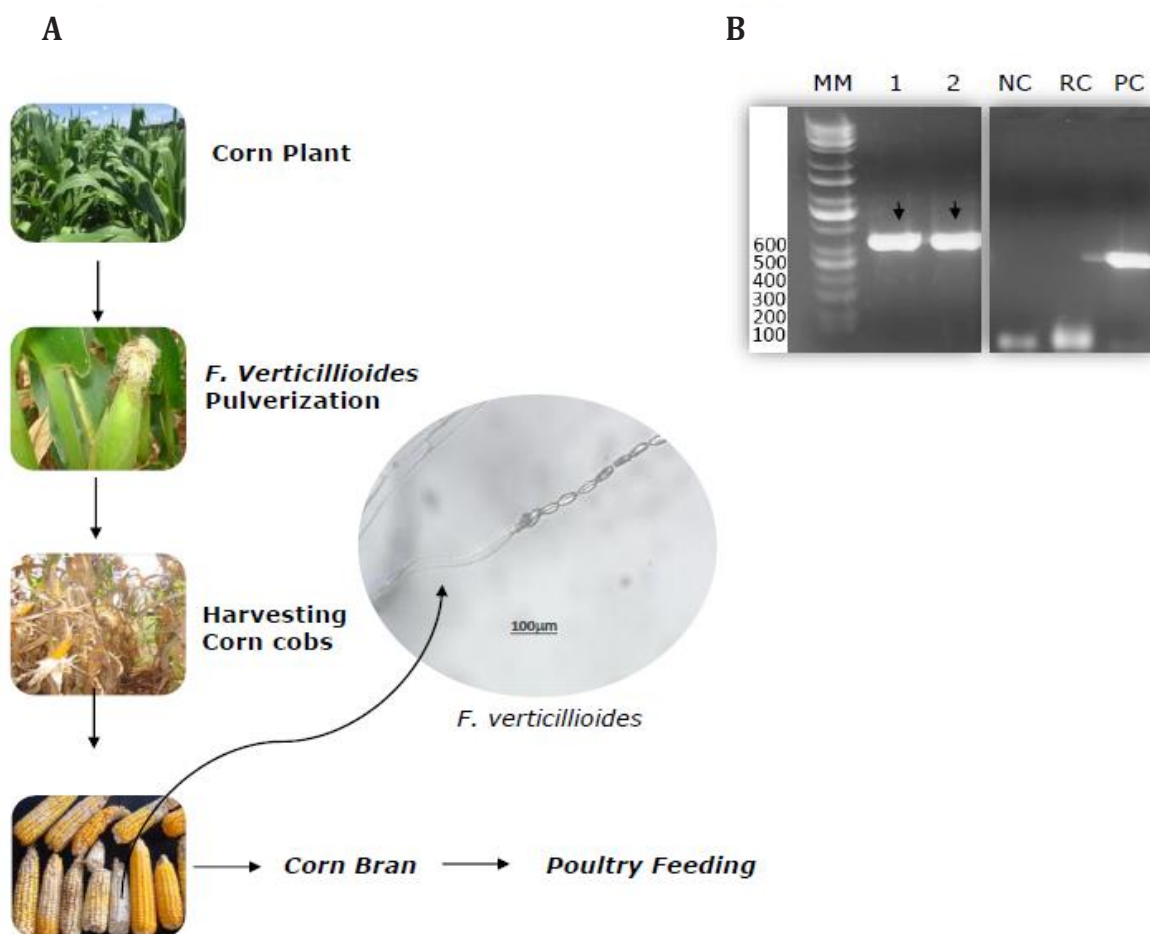 A
Corn Plant
F. Verticillioides
Pulverization
Harvesting
Corn cobs
100µm
F. verticillioides
Corn Bran
Poultry Feeding
B
MM 1 2 NC RC PC
600
500
400
300
200
100